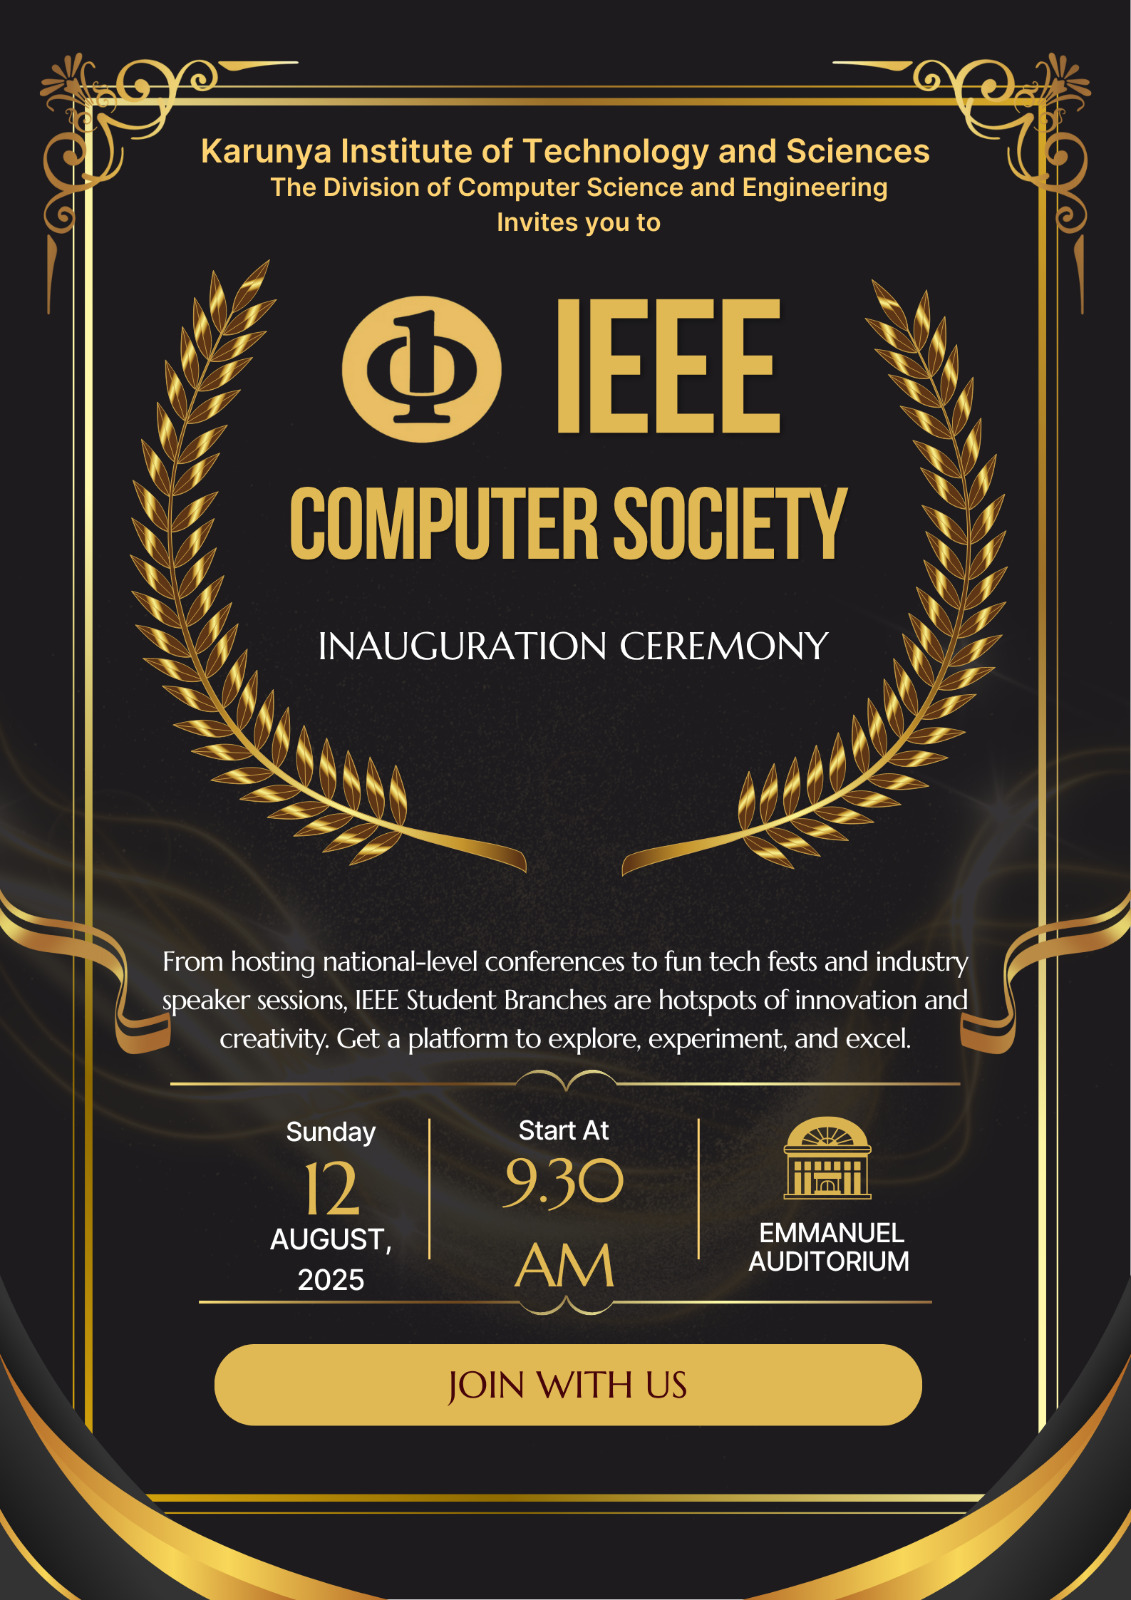 Karunya Institute of Technology and Sciences
The Division of Computer Science and Engineering
Invites you to
IEEE
COMPUTER SOCIETY
INAUGURATION CEREMONY
From hosting national-level conferences to fun tech fests and industry
speaker sessions, IEEE Student Branches are hotspots of innovation and
creativity. Get a platform to explore, experiment, and excel.
Sunday
12
AUGUST,
2025
Start At
9.30
AM
EMMANUEL
AUDITORIUM
JOIN WITH US